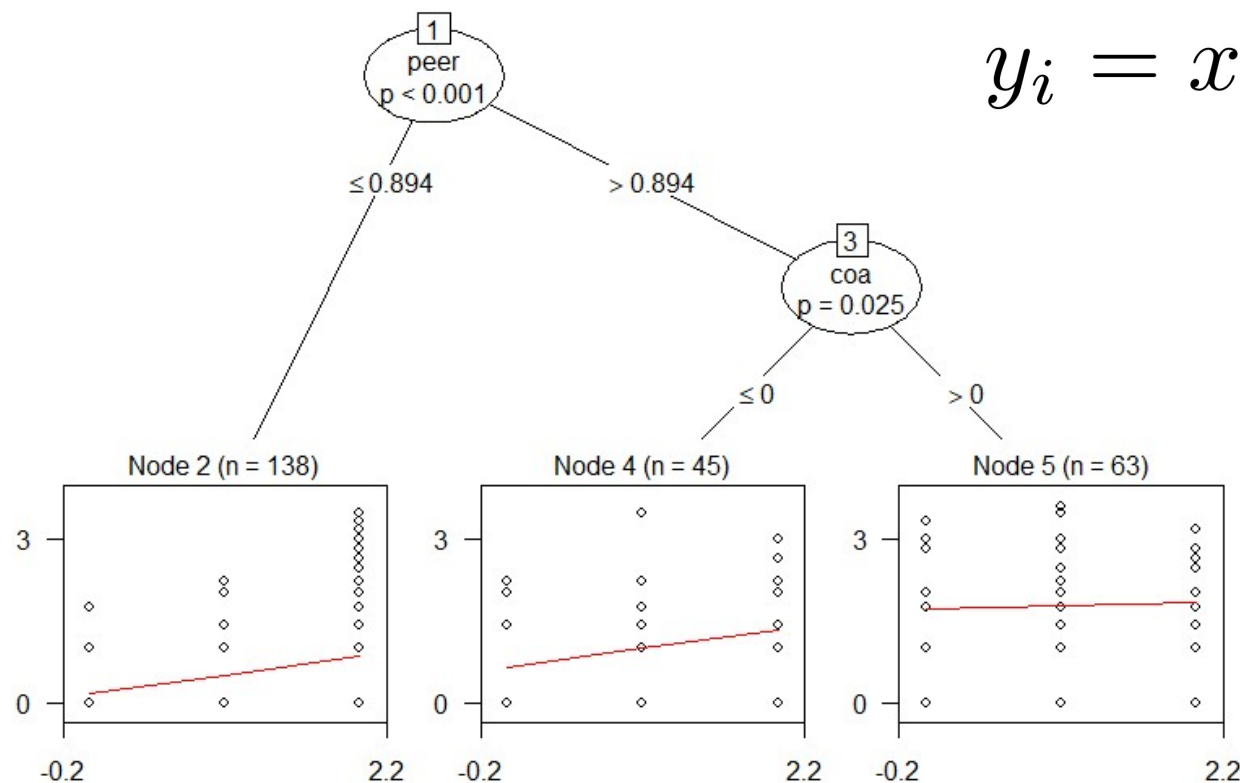 1
peer
p < 0.001
y_i = x
≤ 0.894
> 0.894
3
coa
p = 0.025
≤ 0
> 0
Node 2 (n = 138)
Node 4 (n = 45)
Node 5 (n = 63)
3
0
-0.2
2.2
3
0
-0.2
2.2
3
0
-0.2
2.2